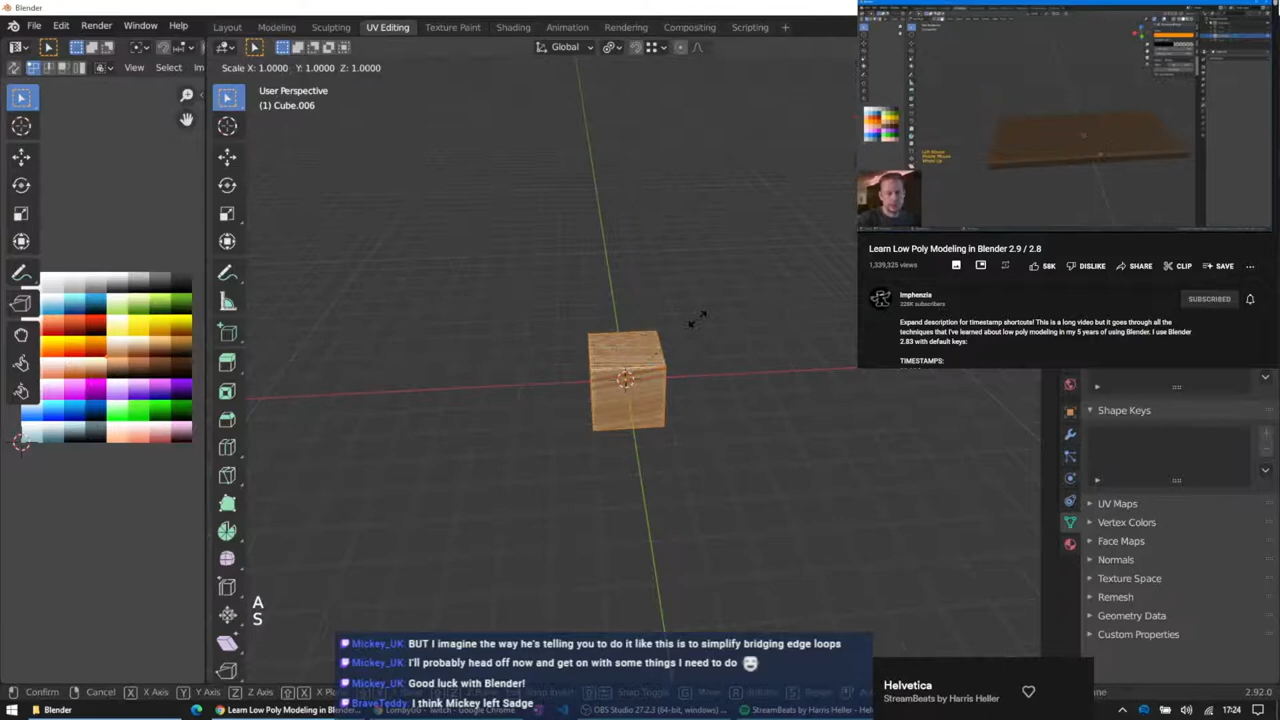 Blender
File Edit Render Window Help
Layout Modeling Sculpting UV Editing Texture Paint Shading Animation Rendering Compositing Geometry Nodes Scripting +
View Select
Global
Scale X: 1.0000 Y: 1.0000 Z: 1.0000
User Perspective
(1) Cube.006
Learn Low Poly Modeling in Blender 2.9 / 2.8
1,339,325 views
58K DISLIKE SHARE CLIP SAVE
Imphenzia
228K subscribers
SUBSCRIBED
Expand description for timestamp shortcuts! This is a long video but it goes through all the
techniques that I've learned about low poly modeling in my 5 years of using Blender. I use Blender
2.83 with default keys:
TIMESTAMPS:
Shape Keys
UV Maps
Vertex Colors
Face Maps
Normals
Texture Space
Remesh
Geometry Data
Custom Properties
A
S
Mickey_UK: BUT I imagine the way he's telling you to do it like this is to simplify bridging edge loops
Mickey_UK: I'll probably head off now and get on with some things I need to do
Mickey_UK: Good luck with Blender!
BraveTeddy: I think Mickey left Sadge
Helvetica
StreamBeats by Harris Heller
Confirm Cancel X X Axis Y Y Axis Z Z Axis
2.92.0
Blender
Learn Low Poly Modeling in Blende
OBS Studio 27.2.3 (64-bit, windows)
StreamBeats by Harris Heller
17:24